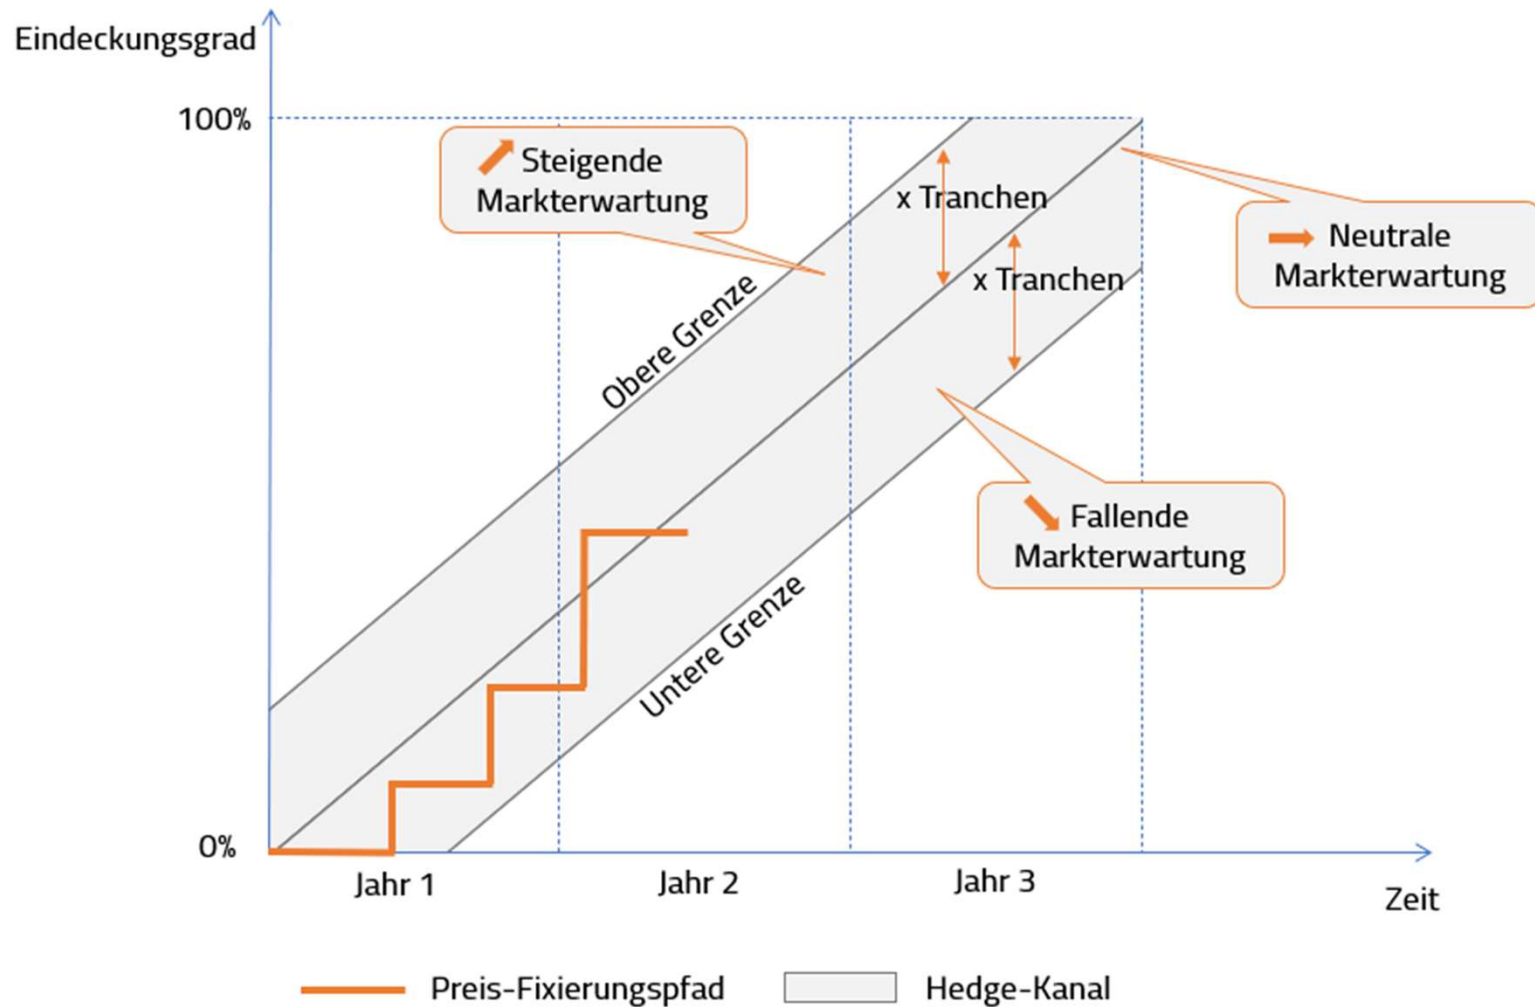 Eindeckungsgrad
100%
Steigende
Markterwartung
x Tranchen
Neutrale
Markterwartung
x Tranchen
Obere Grenze
Fallende
Markterwartung
Untere Grenze
0%
Jahr 1
Jahr 2
Jahr 3
Zeit
Preis-Fixierungspfad
Hedge-Kanal